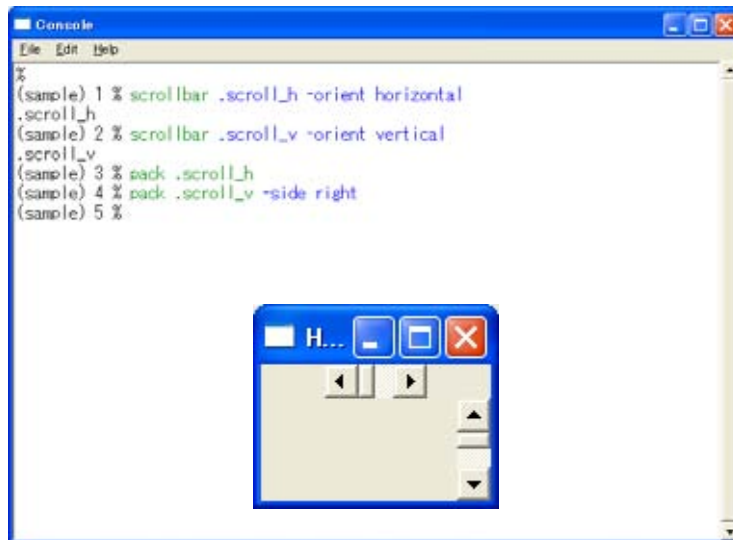 Console
File Edit Help
%
(sample) 1 % scrollbar .scroll_h -orient horizontal
.scroll_h
(sample) 2 % scrollbar .scroll_v -orient vertical
.scroll_v
(sample) 3 % pack .scroll_h
(sample) 4 % pack .scroll_v -side right
(sample) 5 %
H...